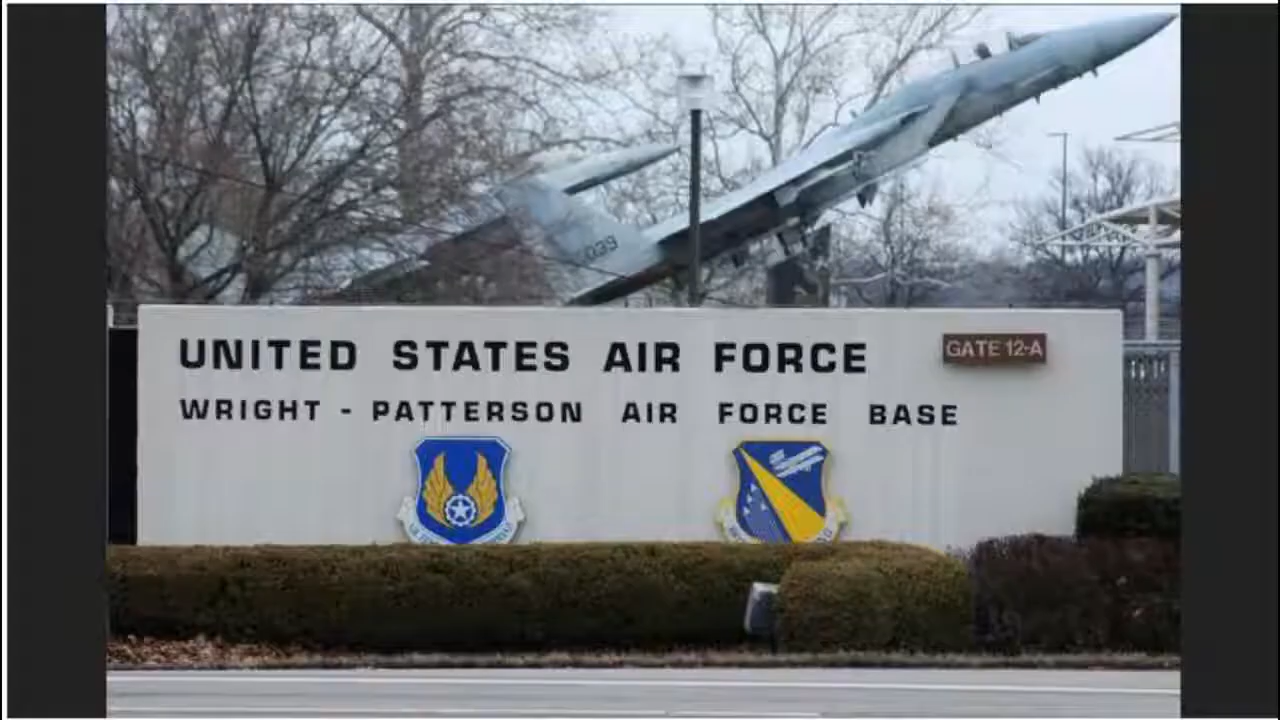 039
UNITED STATES AIR FORCE
GATE 12-A
WRIGHT - PATTERSON AIR FORCE BASE